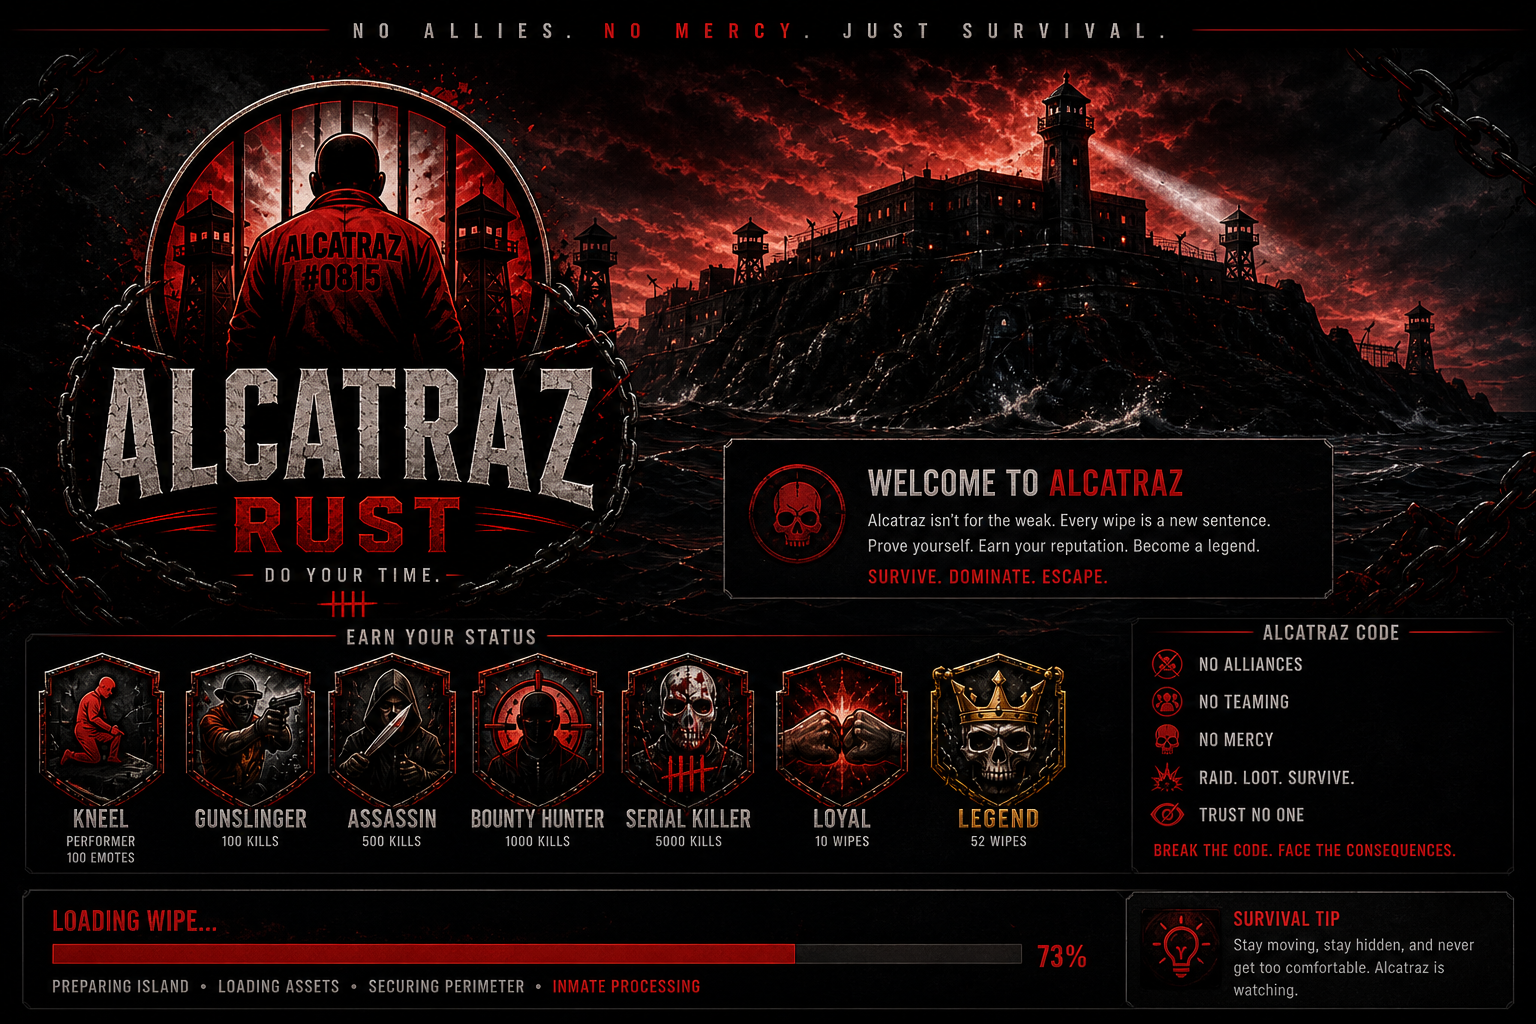 NO ALLIES. NO MERCY. JUST SURVIVAL.
ALCATRAZ
#0815
ALCATRAZ
RUST
DO YOUR TIME.
WELCOME TO ALCATRAZ
Alcatraz isn't for the weak. Every wipe is a new sentence.
Prove yourself. Earn your reputation. Become a legend.
SURVIVE. DOMINATE. ESCAPE.
EARN YOUR STATUS
KNEEL
PERFORMER
100 EMOTES
GUNSLINGER
100 KILLS
ASSASSIN
500 KILLS
BOUNTY HUNTER
1000 KILLS
SERIAL KILLER
5000 KILLS
LOYAL
10 WIPES
LEGEND
52 WIPES
ALCATRAZ CODE
NO ALLIANCES
NO TEAMING
NO MERCY
RAID. LOOT. SURVIVE.
TRUST NO ONE
BREAK THE CODE. FACE THE CONSEQUENCES.
LOADING WIPE...
73%
PREPARING ISLAND • LOADING ASSETS • SECURING PERIMETER • INMATE PROCESSING
SURVIVAL TIP
Stay moving, stay hidden, and never
get too comfortable. Alcatraz is
watching.